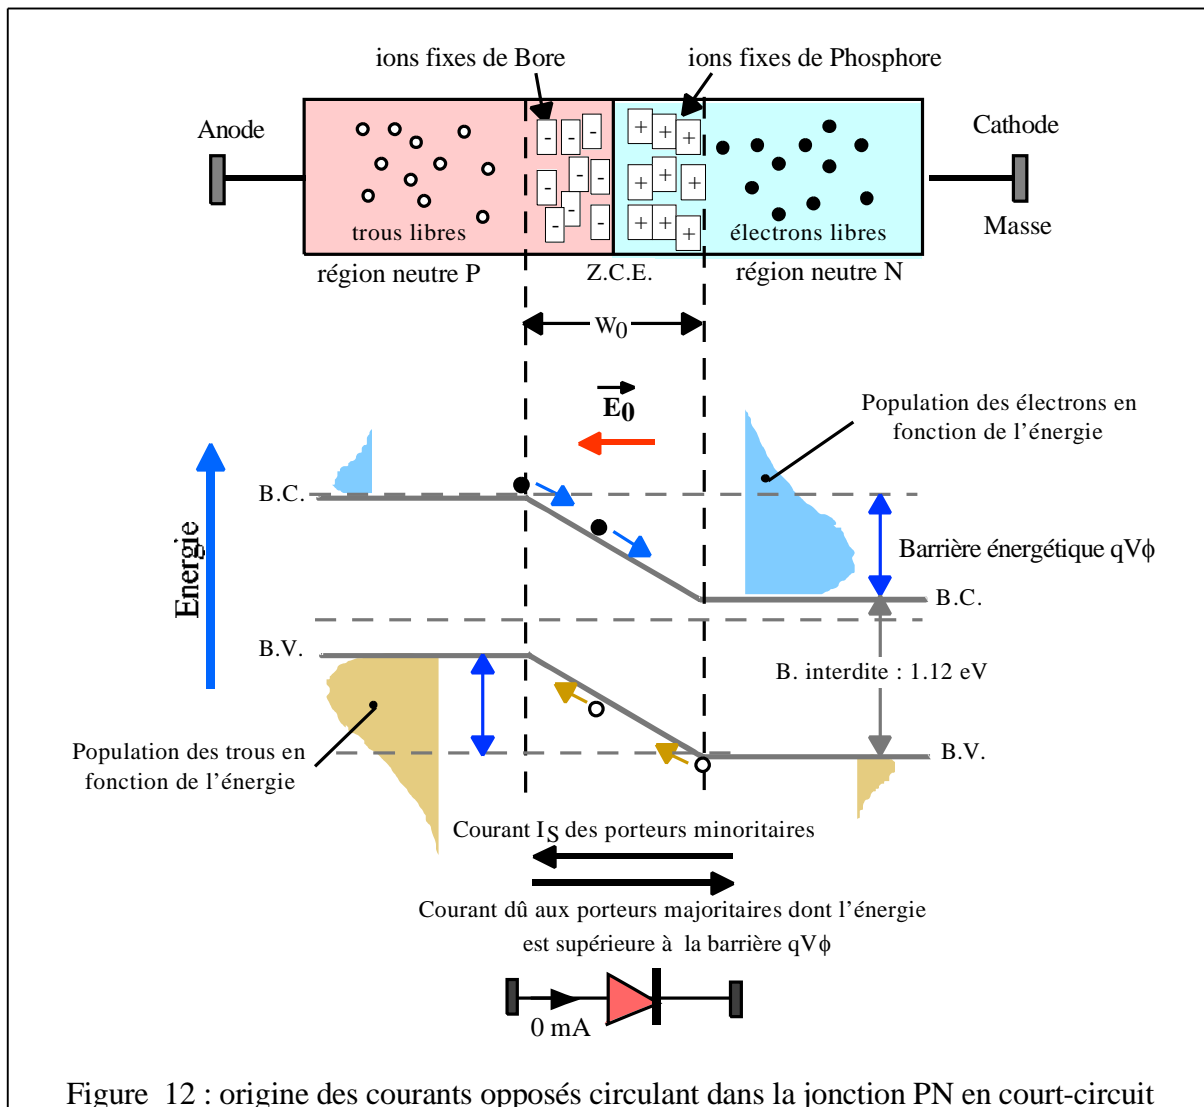 ions fixes de Bore
ions fixes de Phosphore
Anode
Cathode
- - -
+ + +
- - -
+ + +
- - -
+ + +
trous libres
électrons libres
Masse
région neutre P
Z.C.E.
région neutre N
W0
E0
Population des électrons en
fonction de l’énergie
Energie
B.C.
Barrière énergétique qVϕ
B.C.
B.V.
B. interdite : 1.12 eV
Population des trous en
fonction de l’énergie
B.V.
Courant IS des porteurs minoritaires
Courant dû aux porteurs majoritaires dont l’énergie
est supérieure à la barrière qVϕ
0 mA
Figure 12 : origine des courants opposés circulant dans la jonction PN en court-circuit